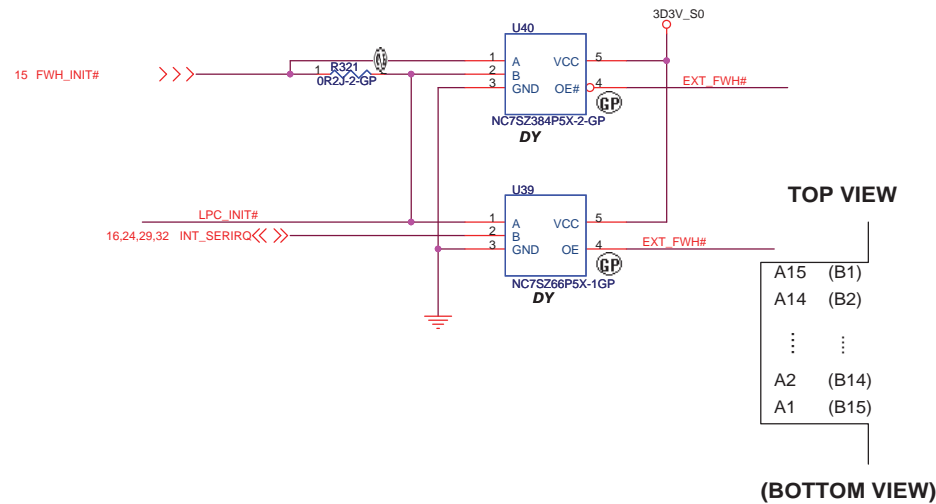 3D3V_S0
U40
15 FWH_INIT#
1
R321
0R2J-2-GP
1 A VCC 5
2 B
3 GND OE# 4 EXT_FWH#
GP
NC7SZ384P5X-2-GP
DY
U39
LPC_INIT#
1 A VCC 5
16,24,29,32 INT_SERIRQ
2 B
3 GND OE 4 EXT_FWH#
GP
NC7SZ66P5X-1GP
DY
TOP VIEW
A15 (B1)
A14 (B2)
A2 (B14)
A1 (B15)
(BOTTOM VIEW)